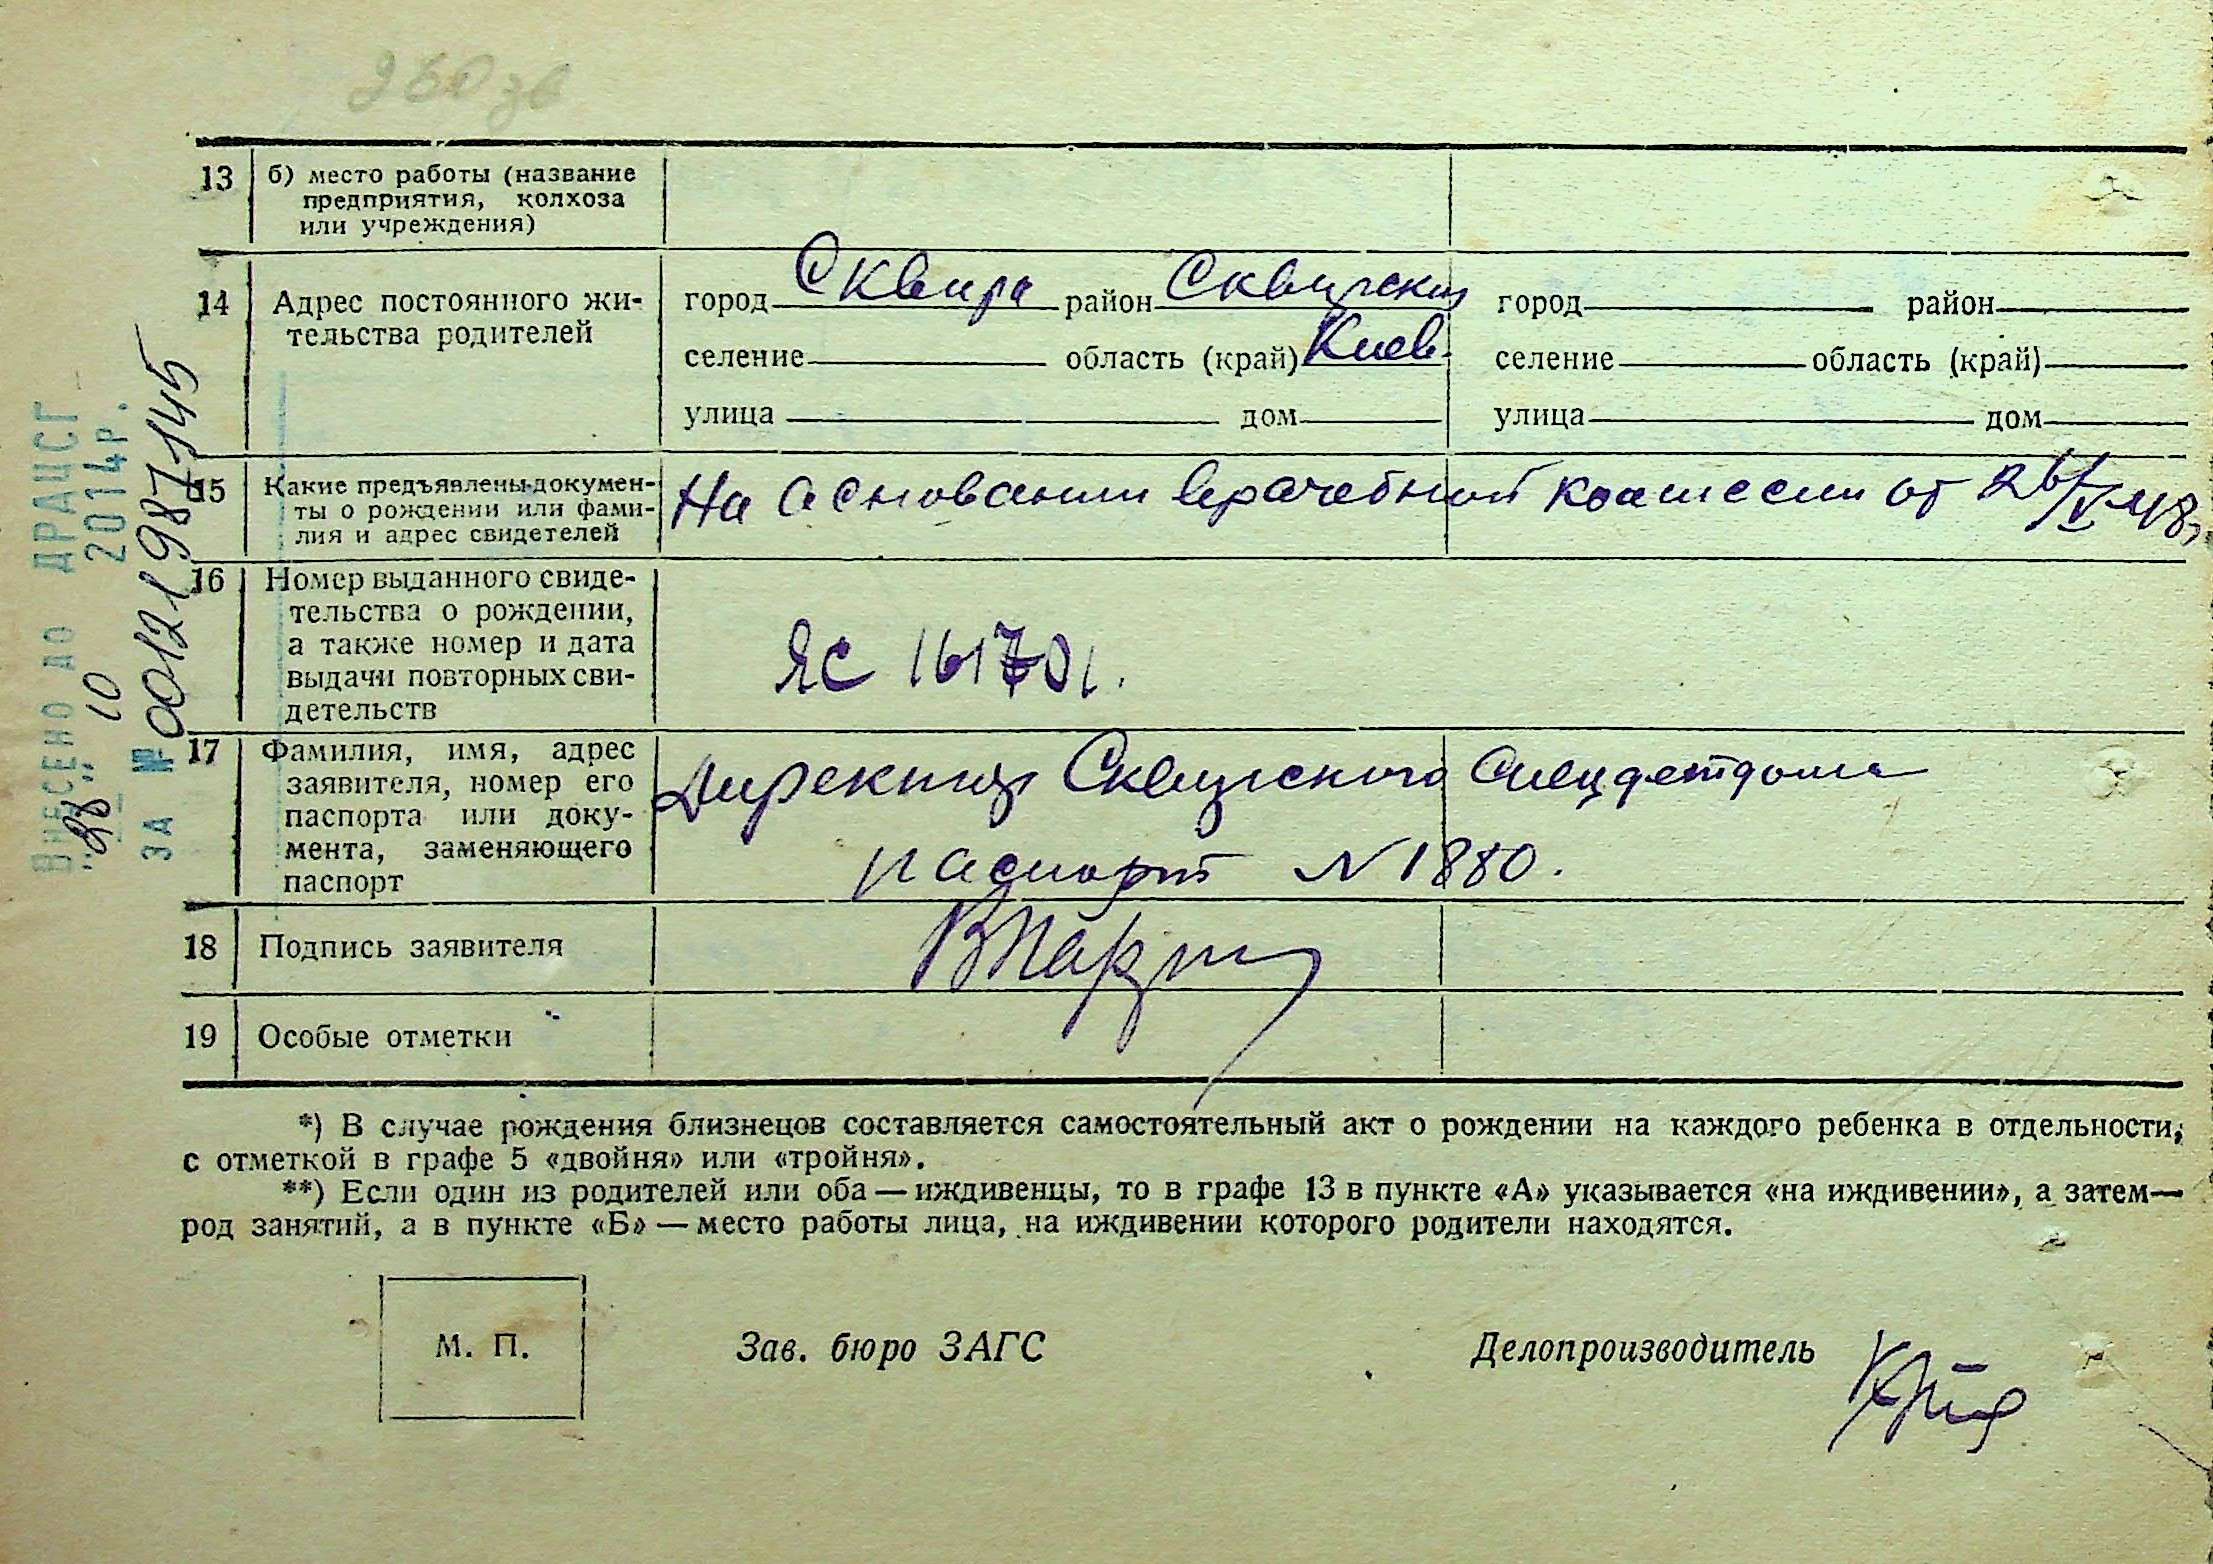 13 б) место работы (название
предприятия, колхоза
или учреждения)
14 Адрес постоянного жи-
тельства родителей
город Сквира район Сквирский город район
селение область (край) Киев. селение область (край)
улица дом улица дом
15 Какие предъявлены докумен-
ты о рождении или фами-
лия и адрес свидетелей
На основании врачебной комиссии от 26/V-48г
16 Номер выданного свиде-
тельства о рождении,
а также номер и дата
выдачи повторных сви-
детельств
ЯС 161701.
17 Фамилия, имя, адрес
заявителя, номер его
паспорта или доку-
мента, заменяющего
паспорт
Директор Сквирского Спецдетдома
паспорт N 1880.
18 Подпись заявителя
19 Особые отметки
*) В случае рождения близнецов составляется самостоятельный акт о рождении на каждого ребенка в отдельности,
с отметкой в графе 5 «двойня» или «тройня».
**) Если один из родителей или оба — иждивенцы, то в графе 13 в пункте «А» указывается «на иждивении», а затем—
род занятий, а в пункте «Б» — место работы лица, на иждивении которого родители находятся.
М. П. Зав. бюро ЗАГС Делопроизводитель
Внесено до ДРАЦСГ
"28" 10 2014р.
за № 00121987145